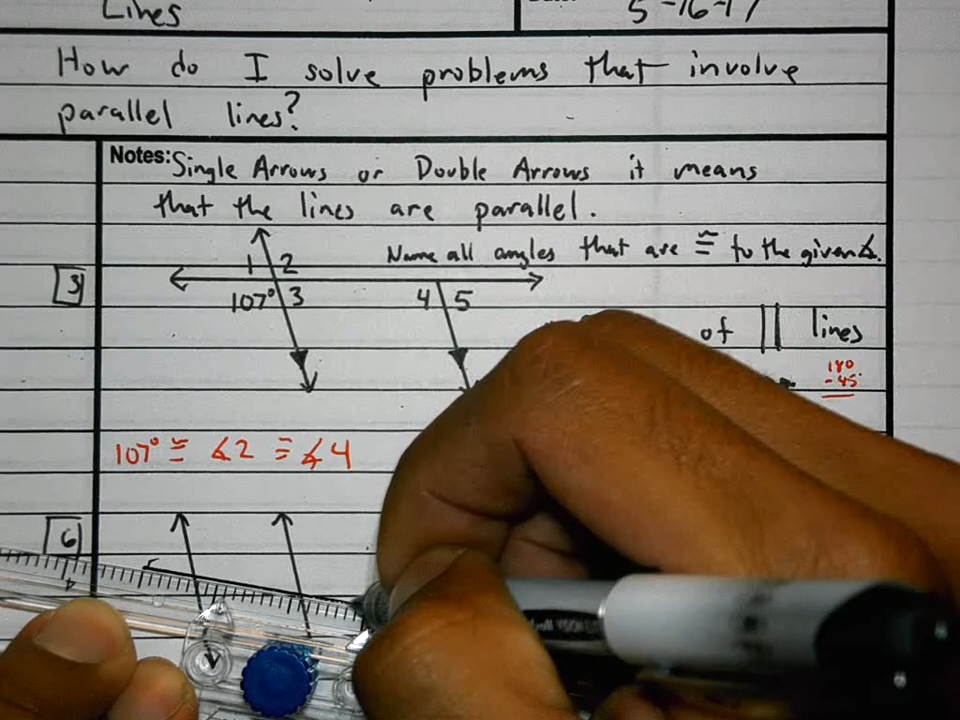 Lines
5-16-17
How do I solve problems that involve
parallel lines?
Notes: Single Arrows or Double Arrows it means
that the lines are parallel.
Name all angles that are ≅ to the given ∡.
1 2
5
107° 3 4 5
of || lines
180
-45
107° ≅ ∡2 ≅ ∡4
6